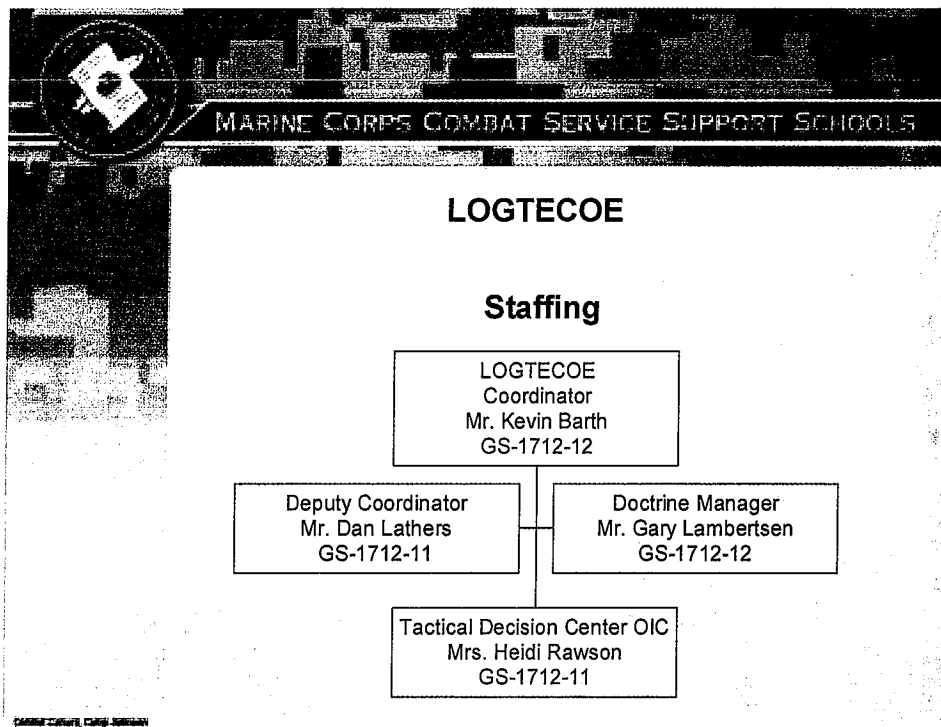 MARINE CORPS COMBAT SERVICE SUPPORT SCHOOLS
LOGTECOE
Staffing
LOGTECOE
Coordinator
Mr. Kevin Barth
GS-1712-12
Deputy Coordinator
Mr. Dan Lathers
GS-1712-11
Doctrine Manager
Mr. Gary Lambertsen
GS-1712-12
Tactical Decision Center OIC
Mrs. Heidi Rawson
GS-1712-11